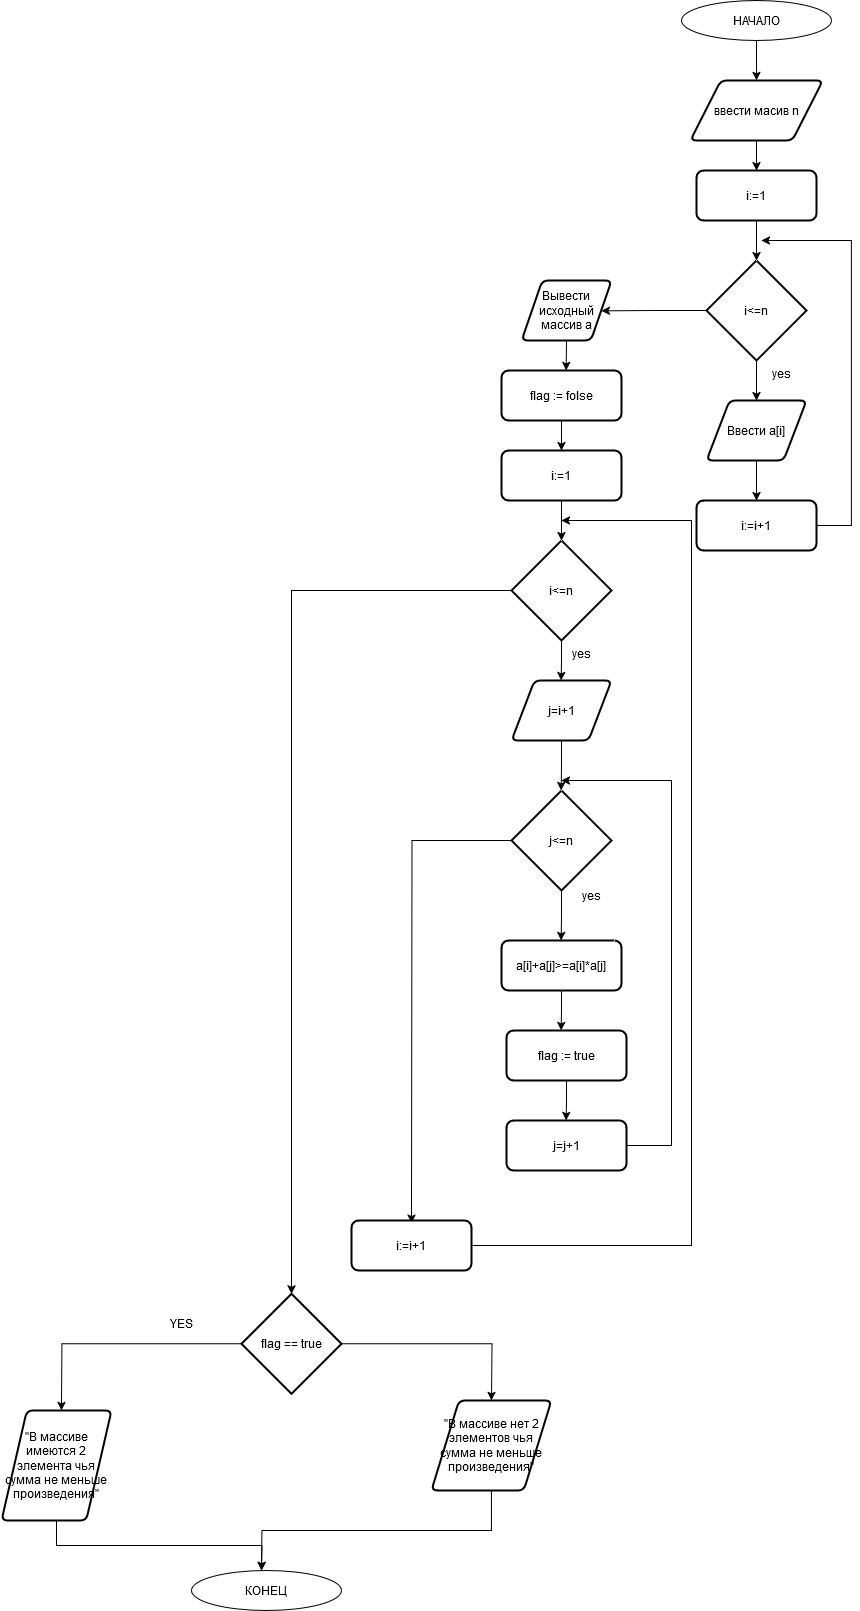 НАЧАЛО
ввести масив n
i:=1
i<=n
yes
Ввести a[i]
i:=i+1
Вывести
исходный
массив a
flag := folse
i:=1
i<=n
yes
j=i+1
j<=n
yes
a[i]+a[j]>=a[i]*a[j]
flag := true
j=j+1
i:=i+1
flag == true
YES
"В массиве
имеются 2
элемента чья
сумма не меньше
произведения"
"В массиве нет 2
элементов чья
сумма не меньше
произведения"
КОНЕЦ